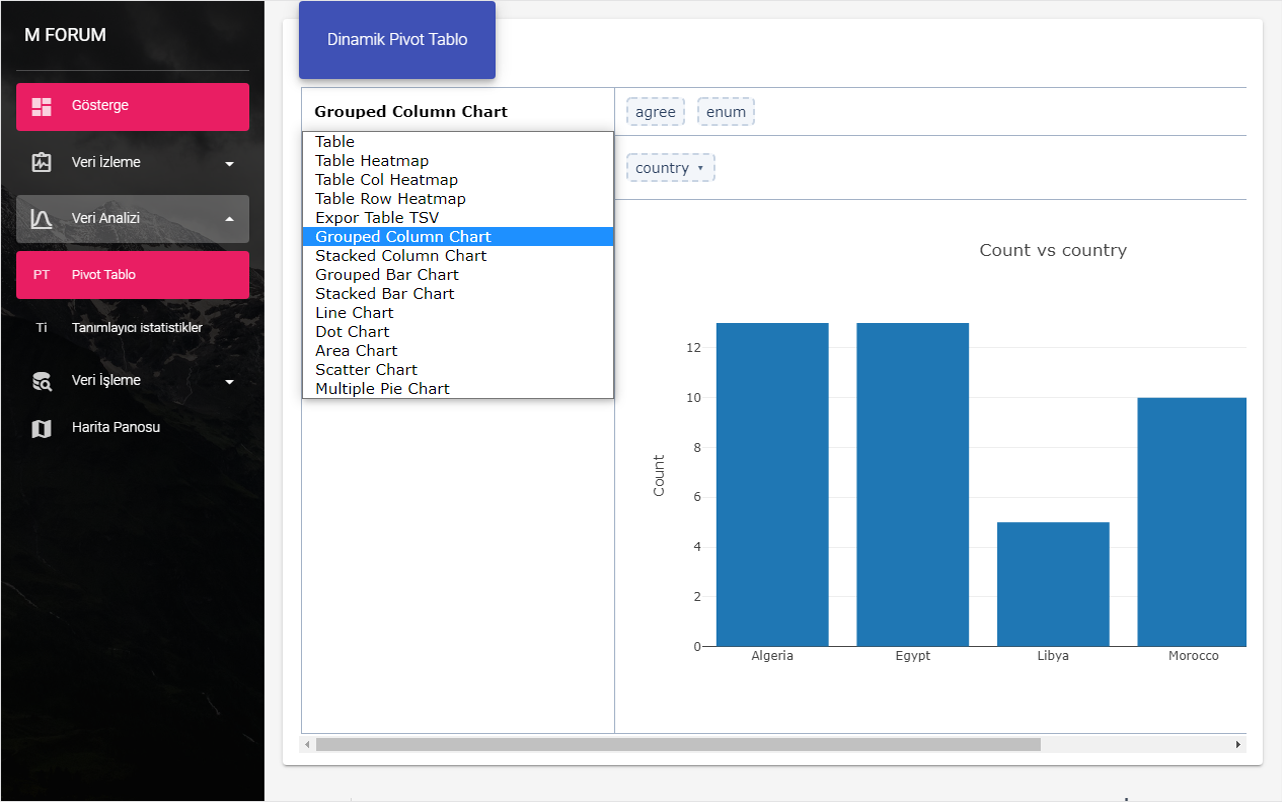 M FORUM
Gösterge
Veri İzleme
Veri Analizi
PT Pivot Tablo
Ti Tanımlayıcı istatistikler
Veri İşleme
Harita Panosu
Dinamik Pivot Tablo
Grouped Column Chart
agree enum
country
Table
Table Heatmap
Table Col Heatmap
Table Row Heatmap
Expor Table TSV
Grouped Column Chart
Stacked Column Chart
Grouped Bar Chart
Stacked Bar Chart
Line Chart
Dot Chart
Area Chart
Scatter Chart
Multiple Pie Chart
Count vs country
Count
12
10
8
6
4
2
0
Algeria Egypt Libya Morocco